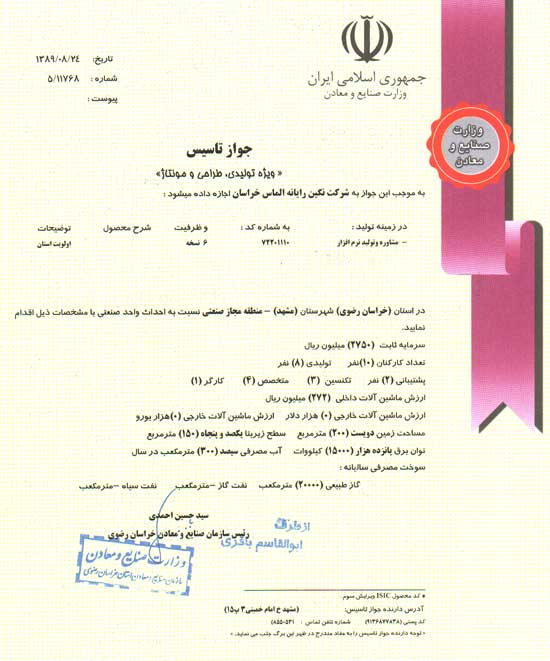 جمهوری اسلامی ایران
وزارت صنایع و معادن
تاریخ: ۱۳۸۹/۰۸/۲۴
شماره: ۵/۱۱۷۶۸
پیوست:
وزارت
صنایع و
معادن
جواز تاسیس
« ویژه تولیدی، طراحی و مونتاژ»
به موجب این جواز به شرکت نگین رایانه الماس خراسان اجازه داده میشود:
در زمینه تولید: به شماره کد: و ظرفیت شرح محصول توضیحات
– مشاوره وتولید نرم افزار ۷۲۲۰۱۱۱۰ ۶ نسخه اولویت استان
در استان (خراسان رضوی) شهرستان (مشهد) – منطقه مجاز صنعتی نسبت به احداث واحد صنعتی با مشخصات ذیل اقدام
نمایید.
سرمایه ثابت (۲۷۵۰) میلیون ریال
تعداد کارکنان (۱۰)نفر تولیدی (۸) نفر
پشتیبانی (۲) نفر تکنسین (۳) متخصص (۴) کارگر (۱)
ارزش ماشین آلات داخلی (۲۷۲) میلیون ریال
ارزش ماشین آلات خارجی (۰) هزار دلار ارزش ماشین آلات خارجی (۰)هزار یورو
مساحت زمین دویست (۲۰۰) مترمربع سطح زیربنا یکصد و پنجاه (۱۵۰) مترمربع
توان برق پانزده هزار (۱۵۰۰۰) کیلووات آب مصرفی سیصد (۳۰۰) مترمکعب در سال
سوخت مصرفی سالیانه :
گاز طبیعی (۲۰۰۰۰) مترمکعب نفت گاز –مترمکعب نفت سیاه –مترمکعب
سید حسین احمدی
رئیس سازمان صنایع و معادن خراسان رضوی
از طرف
ابوالقاسم باقری
وزارت صنایع و معادن
سازمان صنایع و معادن استان خراسان رضوی
* کد محصول ISIC ویرایش سوم
آدرس دارنده جواز تاسیس: (مشهد خ امام خمینی۳ پ۱۵)
کد پستی (۹۱۳۶۸۷۷۸۳۸) شماره تلفن تماس : (۸۵۵۰۵۳۱)
«توجه دارنده جواز تاسیس را به مفاد مندرج در ظهر این برگ جلب می نماید.»